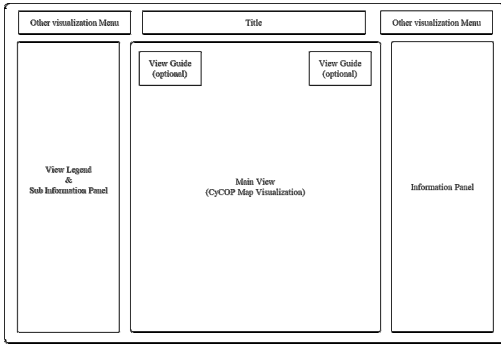 Other visualization Menu
Title
Other visualization Menu
View Guide
(optional)
View Guide
(optional)
View Legend
&
Sub Information Panel
Main View
(CyCOP Map Visualization)
Information Panel